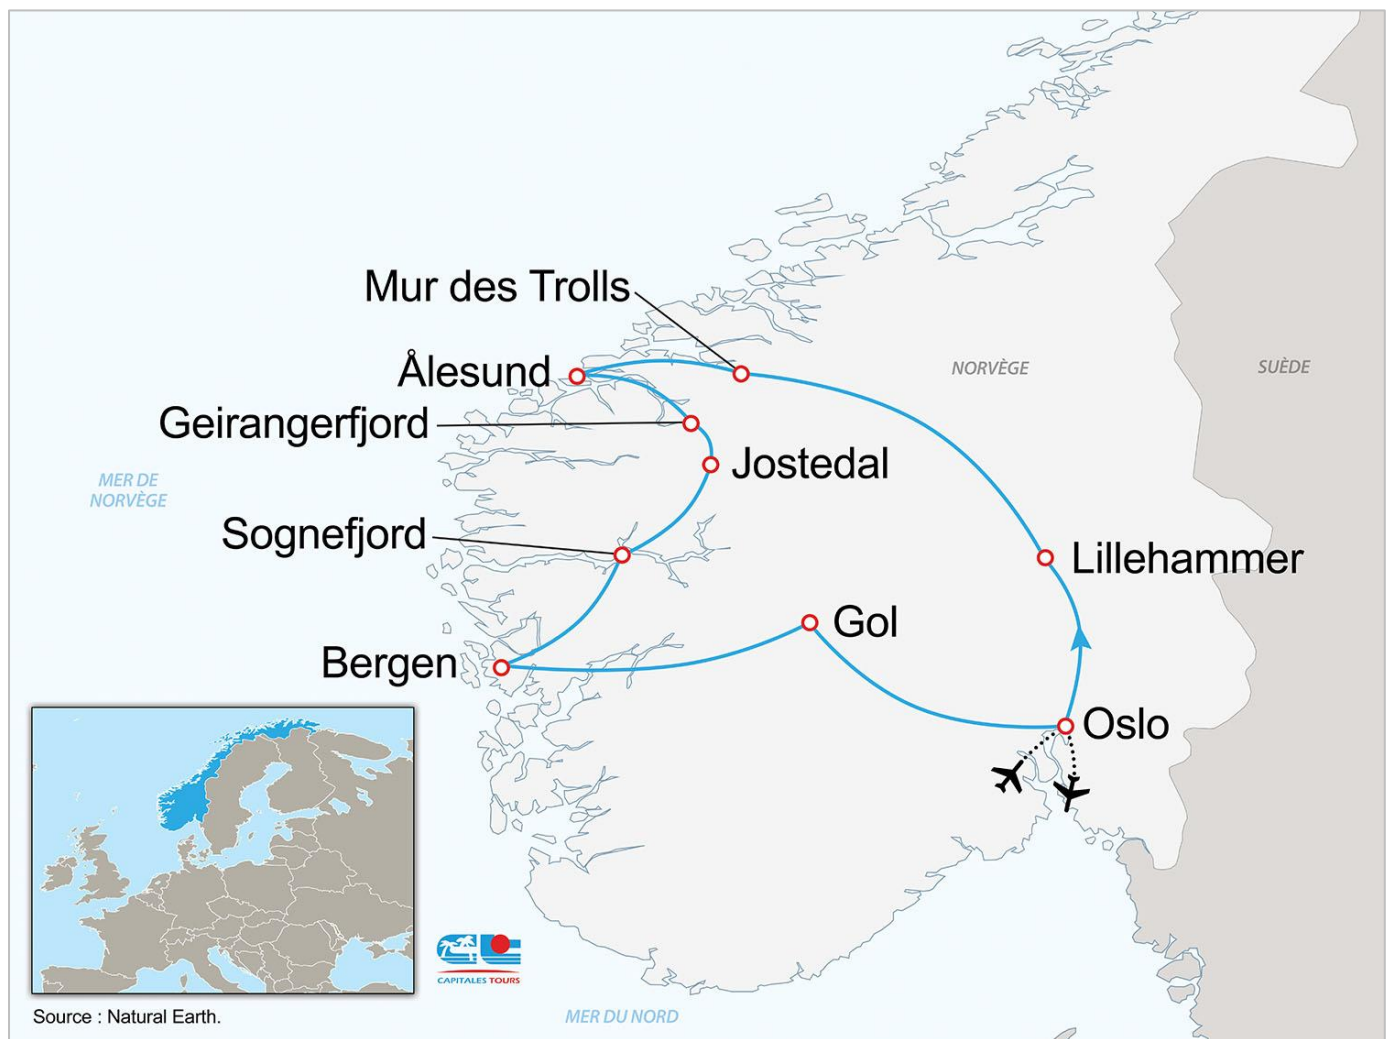 Mur des Trolls
Ålesund
NORVÈGE
SUÈDE
Geirangerfjord
Jostedal
MER DE
NORVÈGE
Sognefjord
Lillehammer
Gol
Bergen
Oslo
CAPITALES TOURS
Source : Natural Earth.
MER DU NORD